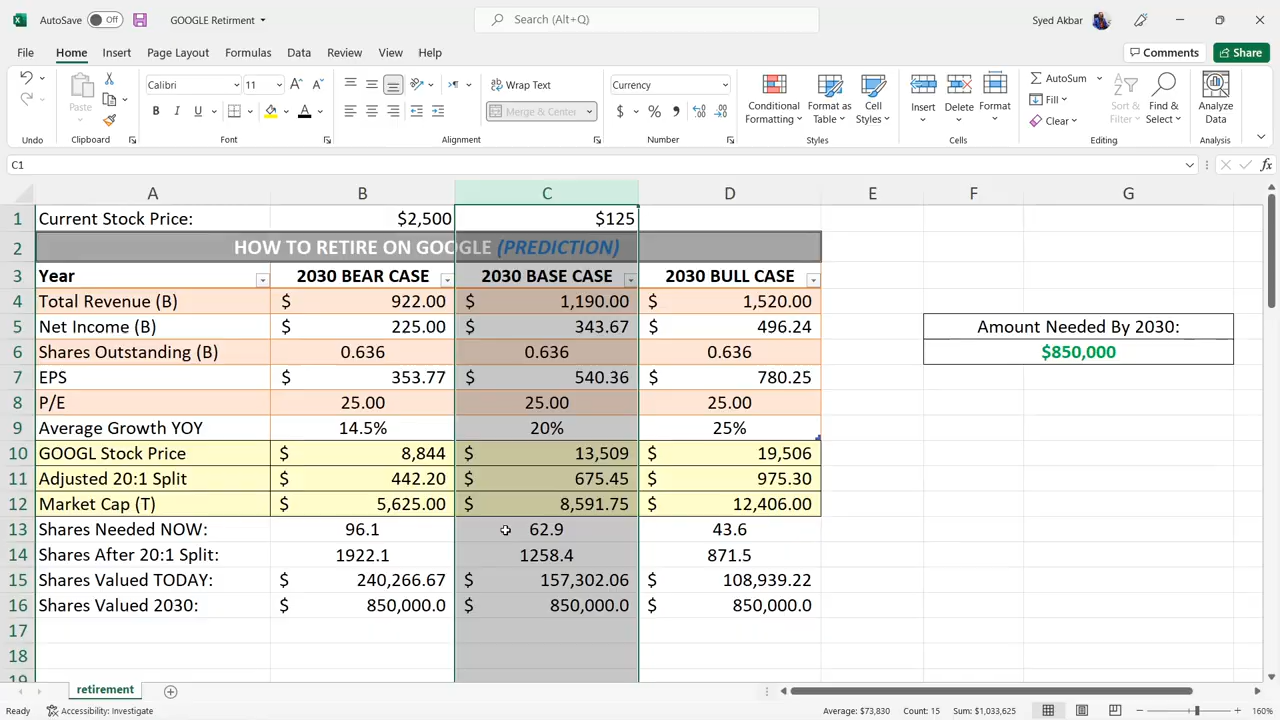 AutoSave Off GOOGLE Retirment Search (Alt+Q) Syed Akbar
File Home Insert Page Layout Formulas Data Review View Help Comments Share
Calibri 11 Wrap Text Currency AutoSum
Paste B I U Merge & Center $ % , Conditional Formatting Format as Table Cell Styles Insert Delete Format Fill Clear Sort & Filter Find & Select Analyze Data
Undo Clipboard Font Alignment Number Styles Cells Editing Analysis
C1 fx
A B C D E F G
1 Current Stock Price: $2,500 $125
2 HOW TO RETIRE ON GOOGLE (PREDICTION)
3 Year 2030 BEAR CASE 2030 BASE CASE 2030 BULL CASE
4 Total Revenue (B) $ 922.00 $ 1,190.00 $ 1,520.00
5 Net Income (B) $ 225.00 $ 343.67 $ 496.24 Amount Needed By 2030:
6 Shares Outstanding (B) 0.636 0.636 0.636 $850,000
7 EPS $ 353.77 $ 540.36 $ 780.25
8 P/E 25.00 25.00 25.00
9 Average Growth YOY 14.5% 20% 25%
10 GOOGL Stock Price $ 8,844 $ 13,509 $ 19,506
11 Adjusted 20:1 Split $ 442.20 $ 675.45 $ 975.30
12 Market Cap (T) $ 5,625.00 $ 8,591.75 $ 12,406.00
13 Shares Needed NOW: 96.1 62.9 43.6
14 Shares After 20:1 Split: 1922.1 1258.4 871.5
15 Shares Valued TODAY: $ 240,266.67 $ 157,302.06 $ 108,939.22
16 Shares Valued 2030: $ 850,000.0 $ 850,000.0 $ 850,000.0
17
18
19
retirement
Ready Accessibility: Investigate Average: $73,830 Count: 15 Sum: $1,033,625 160%